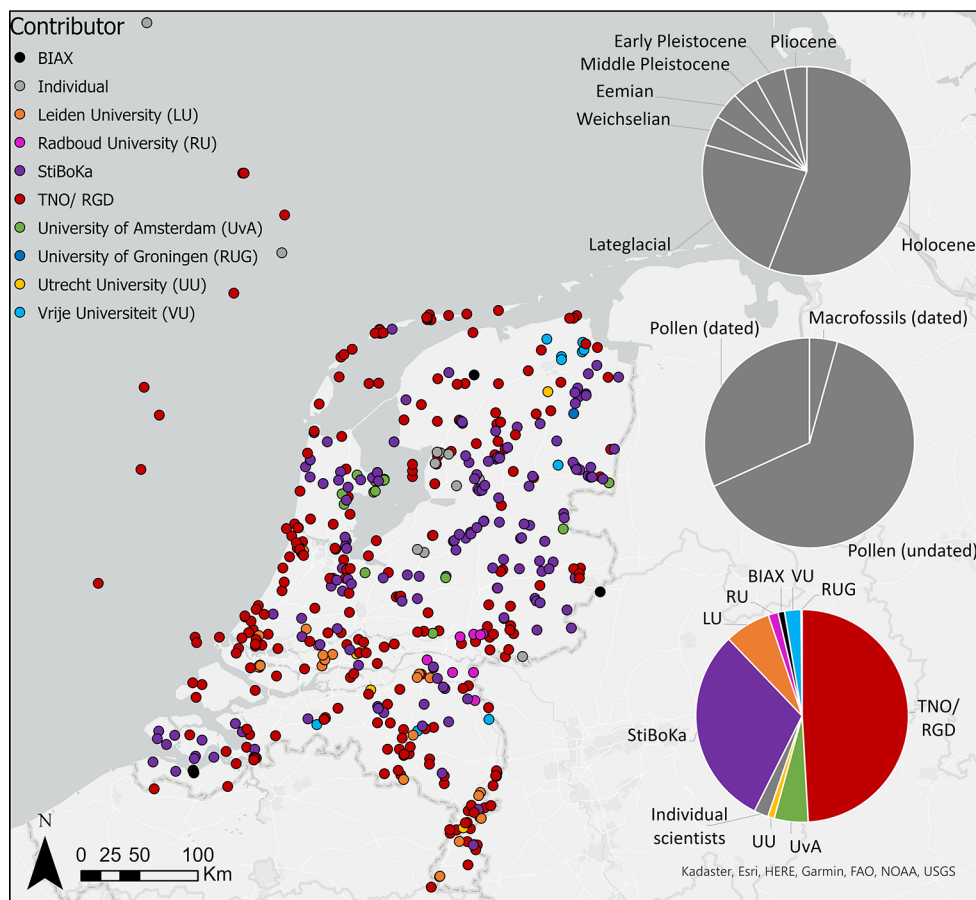 Contributor
BIAX
Individual
Leiden University (LU)
Radboud University (RU)
StiBoKa
TNO/ RGD
University of Amsterdam (UvA)
University of Groningen (RUG)
Utrecht University (UU)
Vrije Universiteit (VU)
Early Pleistocene
Pliocene
Middle Pleistocene
Eemian
Weichselian
Lateglacial
Holocene
Pollen (dated)
Macrofossils (dated)
Pollen (undated)
BIAX
VU
RU
RUG
LU
TNO/
RGD
StiBoKa
Individual
scientists
UU
UvA
N
0 25 50 100
Km
Kadaster, Esri, HERE, Garmin, FAO, NOAA, USGS